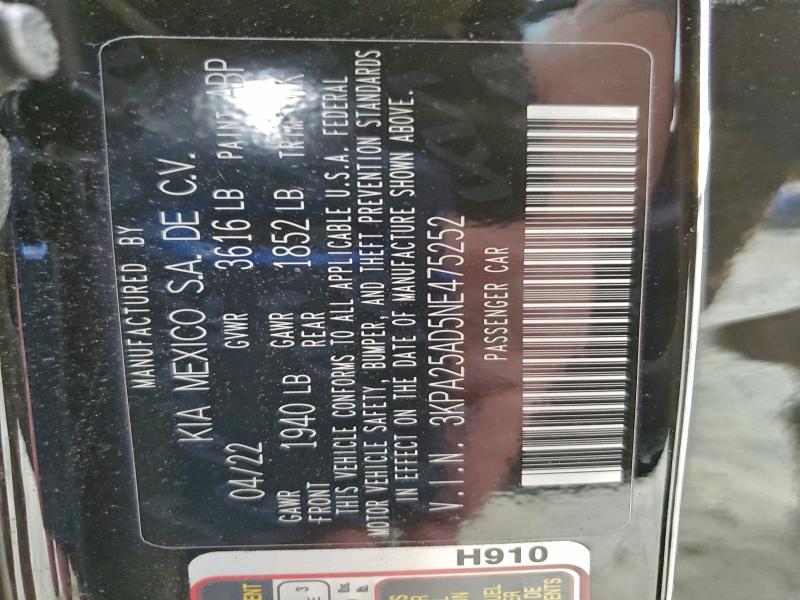 MANUFACTURED BY
KIA MEXICO S.A. DE C.V.
04/22 GVWR 3616 LB PAINT ABP
GAWR FRONT 1940 LB GAWR REAR 1852 LB TRIM
THIS VEHICLE CONFORMS TO ALL APPLICABLE U.S.A. FEDERAL
MOTOR VEHICLE SAFETY, BUMPER, AND THEFT PREVENTION STANDARDS
IN EFFECT ON THE DATE OF MANUFACTURE SHOWN ABOVE.
V.I.N. 3KPA25AD5NE475252
PASSENGER CAR
H910